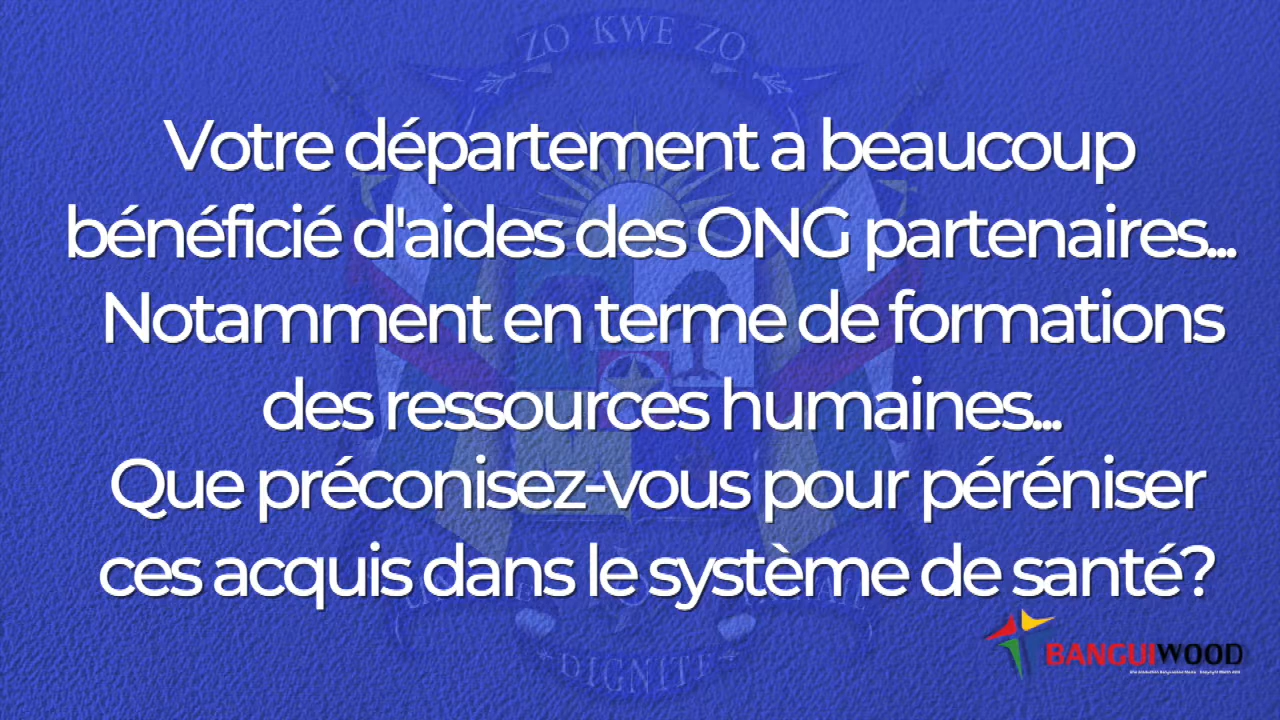 ZO KWE ZO
Votre département a beaucoup
bénéficié d'aides des ONG partenaires...
Notamment en terme de formations
des ressources humaines...
Que préconisez-vous pour péréniser
ces acquis dans le système de santé?
DIGNITE
BANGUIWOOD